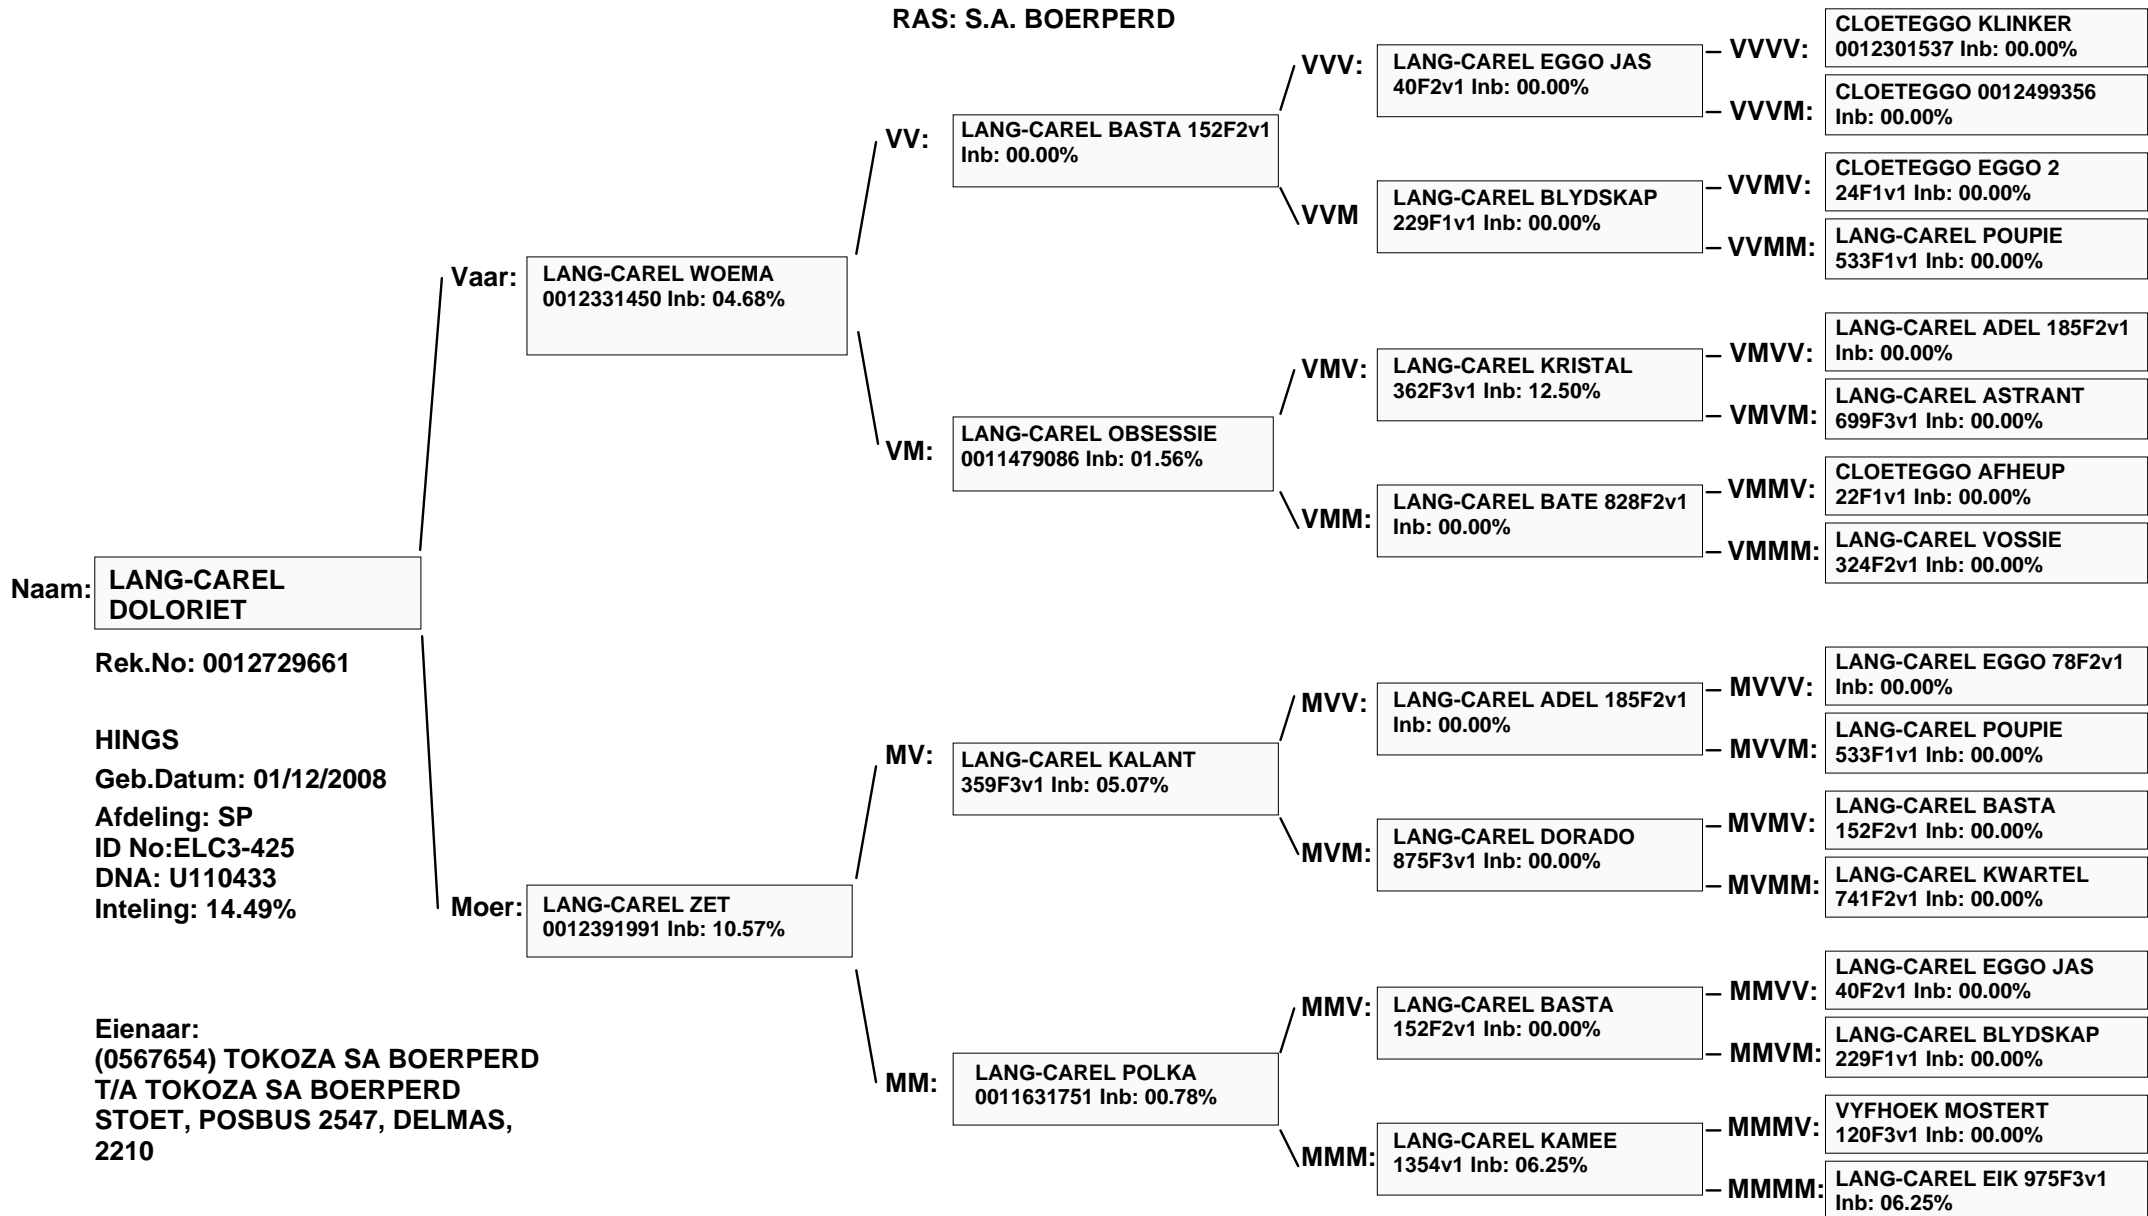 RAS: S.A. BOERPERD
Naam:
LANG-CAREL
DOLORIET
Rek.No: 0012729661
HINGS
Geb.Datum: 01/12/2008
Afdeling: SP
ID No:ELC3-425
DNA: U110433
Inteling: 14.49%
Eienaar:
(0567654) TOKOZA SA BOERPERD
T/A TOKOZA SA BOERPERD
STOET, POSBUS 2547, DELMAS,
2210
Vaar:
LANG-CAREL WOEMA
0012331450 Inb: 04.68%
Moer:
LANG-CAREL ZET
0012391991 Inb: 10.57%
VV:
LANG-CAREL BASTA 152F2v1
Inb: 00.00%
VM:
LANG-CAREL OBSESSIE
0011479086 Inb: 01.56%
MV:
LANG-CAREL KALANT
359F3v1 Inb: 05.07%
MM:
LANG-CAREL POLKA
0011631751 Inb: 00.78%
VVV:
LANG-CAREL EGGO JAS
40F2v1 Inb: 00.00%
VVM
LANG-CAREL BLYDSKAP
229F1v1 Inb: 00.00%
VMV:
LANG-CAREL KRISTAL
362F3v1 Inb: 12.50%
VMM:
LANG-CAREL BATE 828F2v1
Inb: 00.00%
MVV:
LANG-CAREL ADEL 185F2v1
Inb: 00.00%
MVM:
LANG-CAREL DORADO
875F3v1 Inb: 00.00%
MMV:
LANG-CAREL BASTA
152F2v1 Inb: 00.00%
MMM:
LANG-CAREL KAMEE
1354v1 Inb: 06.25%
VVVV:
CLOETEGGO KLINKER
0012301537 Inb: 00.00%
VVVM:
CLOETEGGO 0012499356
Inb: 00.00%
VVMV:
CLOETEGGO EGGO 2
24F1v1 Inb: 00.00%
VVMM:
LANG-CAREL POUPIE
533F1v1 Inb: 00.00%
VMVV:
LANG-CAREL ADEL 185F2v1
Inb: 00.00%
VMVM:
LANG-CAREL ASTRANT
699F3v1 Inb: 00.00%
VMMV:
CLOETEGGO AFHEUP
22F1v1 Inb: 00.00%
VMMM:
LANG-CAREL VOSSIE
324F2v1 Inb: 00.00%
MVVV:
LANG-CAREL EGGO 78F2v1
Inb: 00.00%
MVVM:
LANG-CAREL POUPIE
533F1v1 Inb: 00.00%
MVMV:
LANG-CAREL BASTA
152F2v1 Inb: 00.00%
MVMM:
LANG-CAREL KWARTEL
741F2v1 Inb: 00.00%
MMVV:
LANG-CAREL EGGO JAS
40F2v1 Inb: 00.00%
MMVM:
LANG-CAREL BLYDSKAP
229F1v1 Inb: 00.00%
MMMV:
VYFHOEK MOSTERT
120F3v1 Inb: 00.00%
MMMM:
LANG-CAREL EIK 975F3v1
Inb: 06.25%